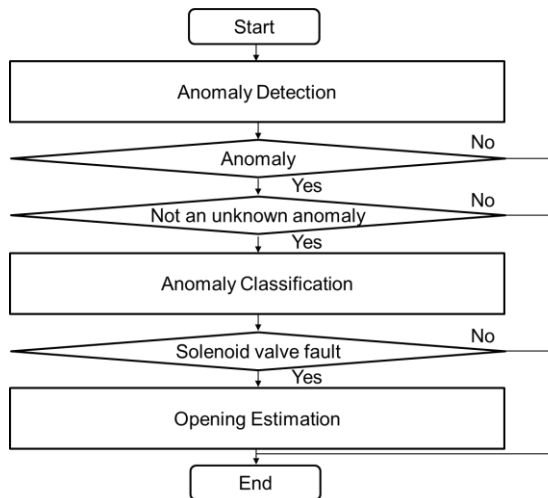 Start
Anomaly Detection
Anomaly
No
Yes
Not an unknown anomaly
No
Yes
Anomaly Classification
Solenoid valve fault
No
Yes
Opening Estimation
End